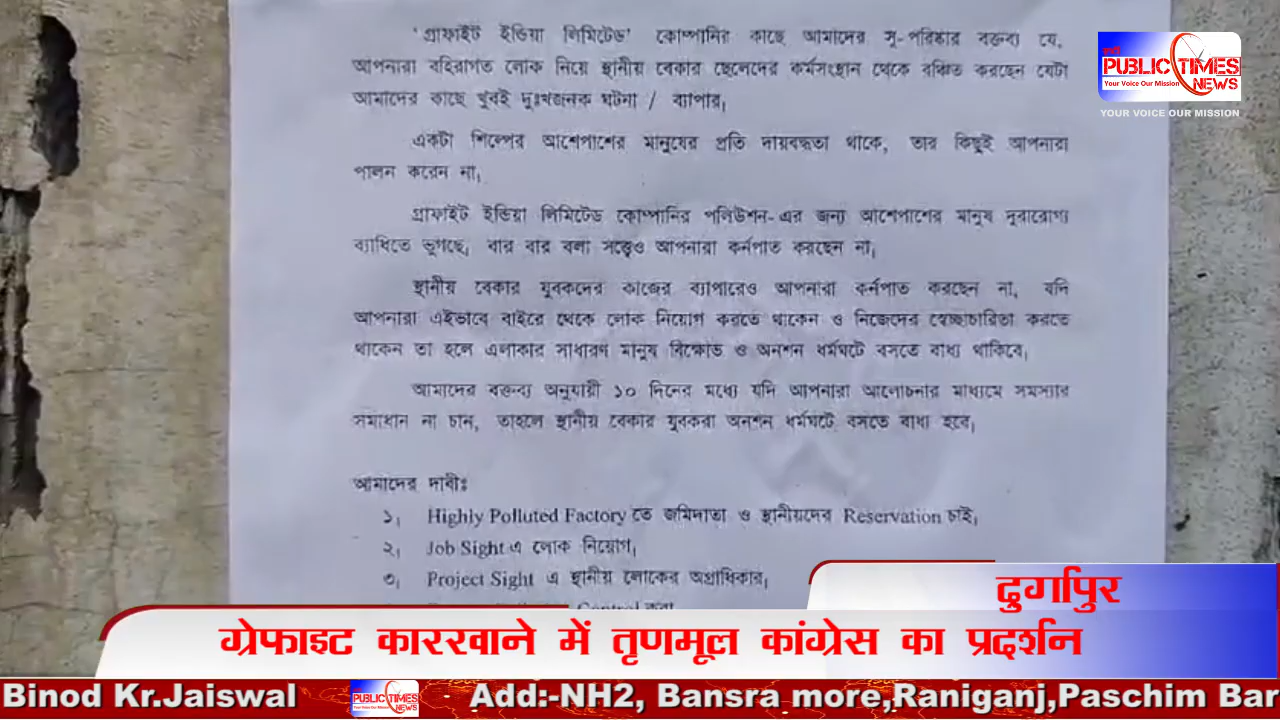 'গ্রাফাইট ইন্ডিয়া লিমিটেড' কোম্পানির কাছে আমাদের সু-পরিষ্কার বক্তব্য যে,
আপনারা বহিরাগত লোক নিয়ে স্থানীয় বেকার ছেলেদের কর্মসংস্থান থেকে বঞ্চিত করছেন যেটা
আমাদের কাছে খুবই দুঃখজনক ঘটনা / ব্যাপার।
একটা শিল্পের আশেপাশের মানুষের প্রতি দায়বদ্ধতা থাকে, তার কিছুই আপনারা
পালন করেন না।
গ্রাফাইট ইন্ডিয়া লিমিটেড কোম্পানির পলিউশন-এর জন্য আশেপাশের মানুষ দুরারোগ্য
ব্যাধিতে ভুগছে, বার বার বলা সত্ত্বেও আপনারা কর্নপাত করছেন না।
স্থানীয় বেকার যুবকদের কাজের ব্যাপারেও আপনারা কর্নপাত করছেন না, যদি
আপনারা এইভাবে বাইরে থেকে লোক নিয়োগ করতে থাকেন ও নিজেদের স্বেচ্ছাচারিতা করতে
থাকেন তা হলে এলাকার সাধারণ মানুষ বিক্ষোভ ও অনশন ধর্মঘটে বসতে বাধ্য থাকিবে।
আমাদের বক্তব্য অনুযায়ী ১০ দিনের মধ্যে যদি আপনারা আলোচনার মাধ্যমে সমস্যার
সমাধান না চান, তাহলে স্থানীয় বেকার যুবকরা অনশন ধর্মঘটে বসতে বাধ্য হবে।
আমাদের দাবীঃ
১। Highly Polluted Factory তে জমিদাতা ও স্থানীয়দের Reservation চাই।
২। Job Sight এ লোক নিয়োগ।
৩। Project Sight এ স্থানীয় লোকের অগ্রাধিকার।
Control করা
PUBLIC TIMES
Your Voice Our Mission NEWS
YOUR VOICE OUR MISSION
दुर्गापुर
ग्रेफाइट कारखाने में तृणमूल कांग्रेस का प्रदर्शन
Binod Kr.Jaiswal PUBLIC TIMES NEWS Add:-NH2, Bansra more,Raniganj,Paschim Bar